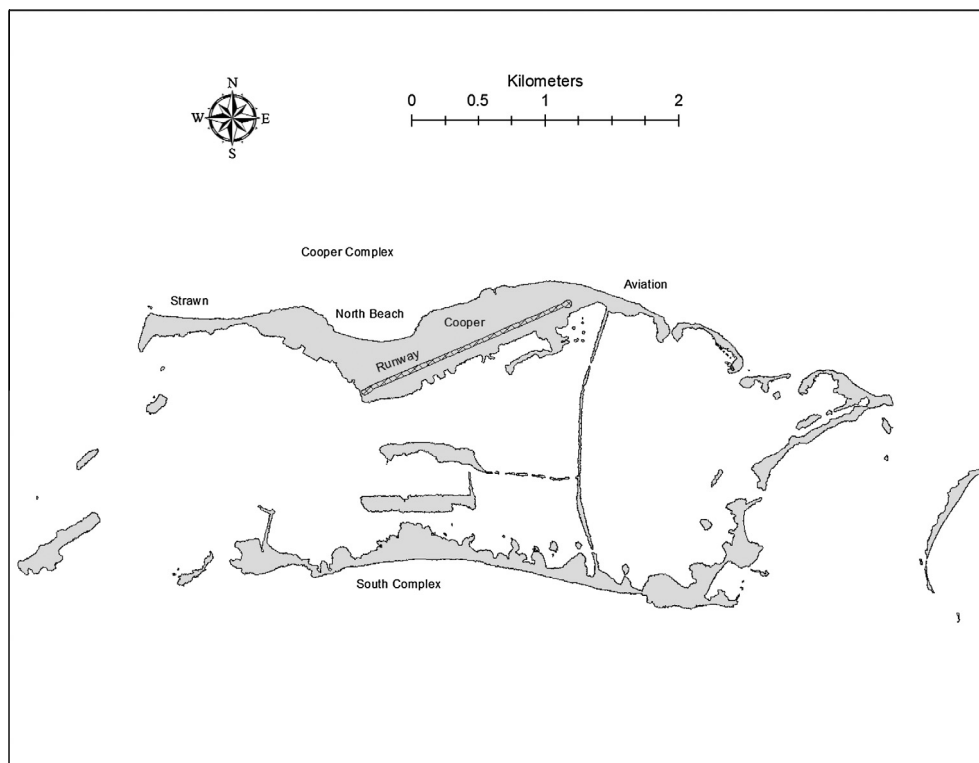 Kilometers
0 0.5 1 2
N
W E
S
Cooper Complex
Strawn
Aviation
North Beach
Cooper
Runway
South Complex